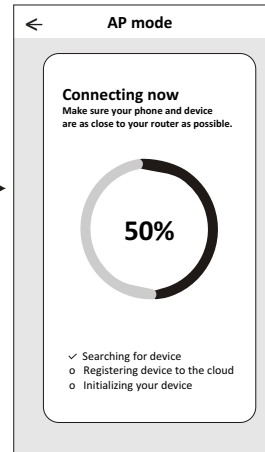 AP mode
Connecting now
Make sure your phone and device
are as close to your router as possible.
50%
✓ Searching for device
o Registering device to the cloud
o Initializing your device